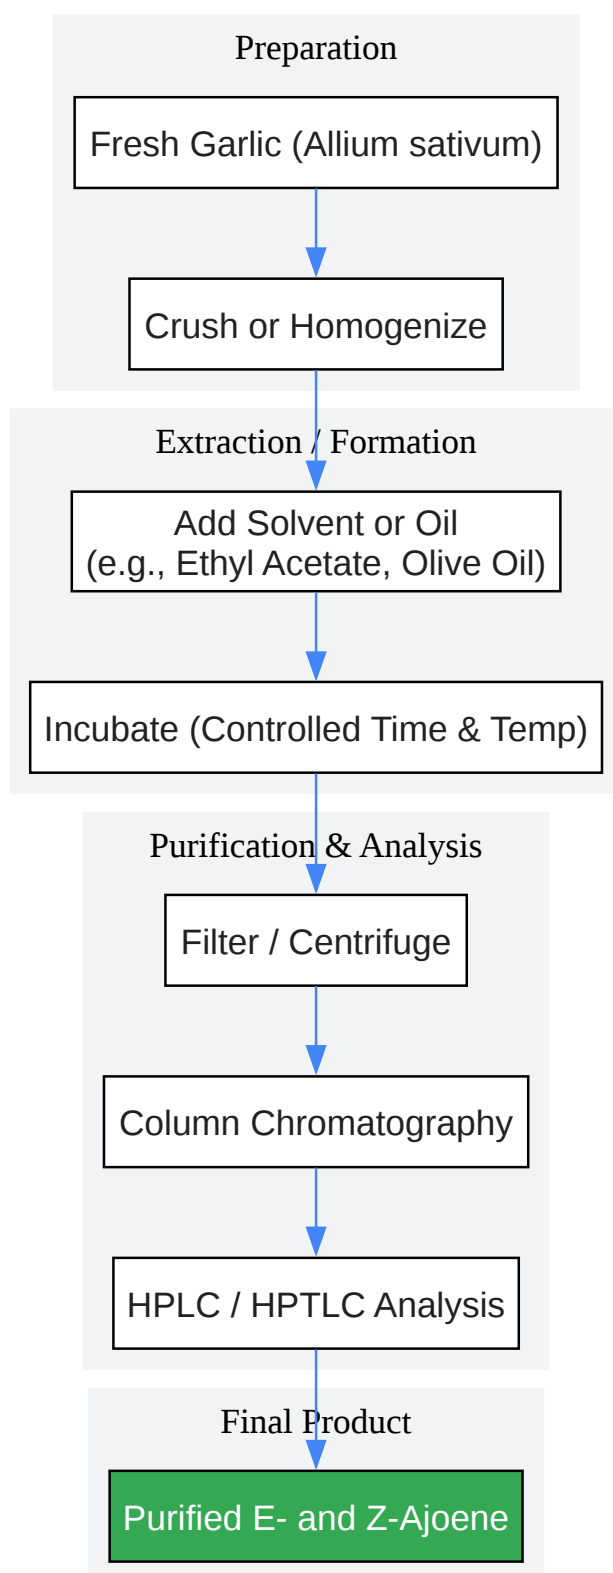 Preparation
Fresh Garlic (Allium sativum)
Crush or Homogenize
Extraction / Formation
Add Solvent or Oil
(e.g., Ethyl Acetate, Olive Oil)
Incubate (Controlled Time & Temp)
Purification & Analysis
Filter / Centrifuge
Column Chromatography
HPLC / HPTLC Analysis
Final Product
Purified E- and Z-Ajoene